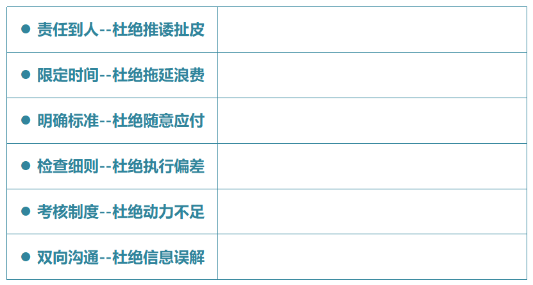 ● 责任到人--杜绝推诿扯皮
● 限定时间--杜绝拖延浪费
● 明确标准--杜绝随意应付
● 检查细则--杜绝执行偏差
● 考核制度--杜绝动力不足
● 双向沟通--杜绝信息误解